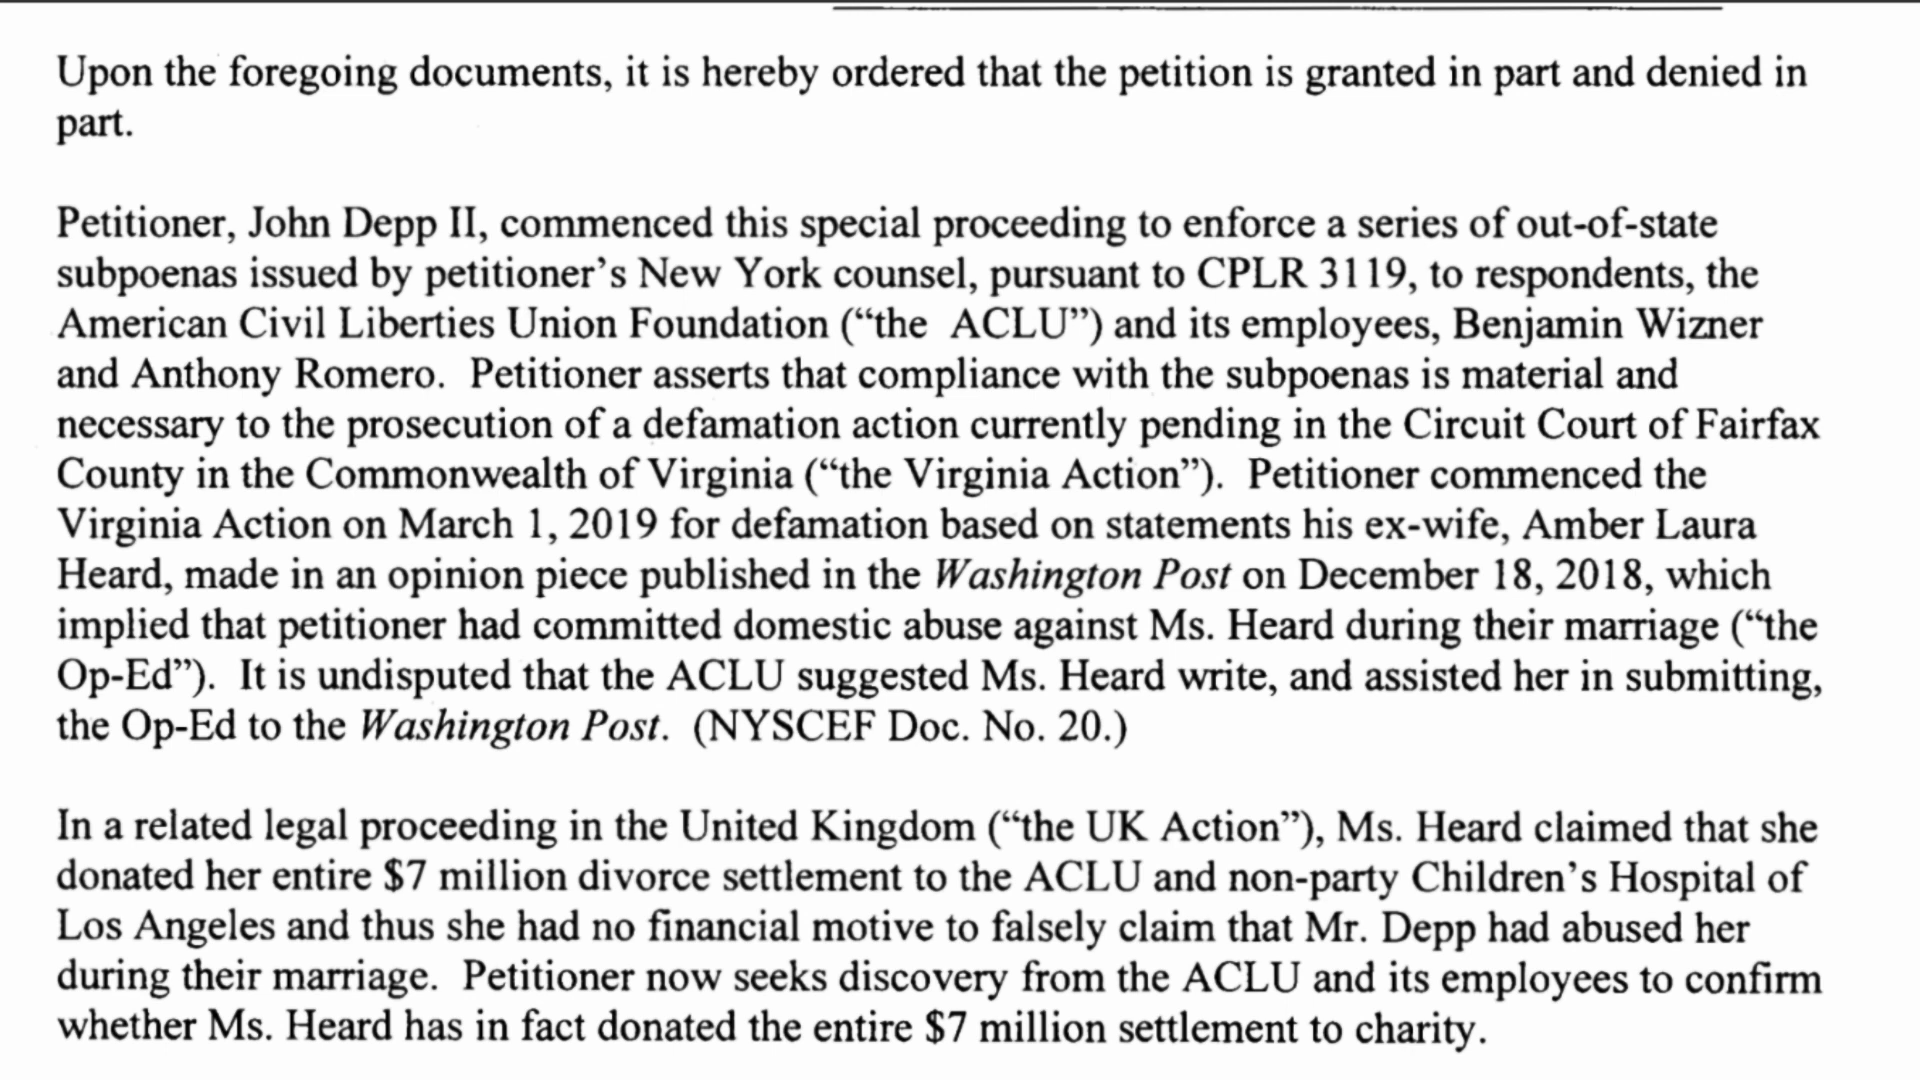 Upon the foregoing documents, it is hereby ordered that the petition is granted in part and denied in
part.
Petitioner, John Depp II, commenced this special proceeding to enforce a series of out-of-state
subpoenas issued by petitioner’s New York counsel, pursuant to CPLR 3119, to respondents, the
American Civil Liberties Union Foundation (“the  ACLU”) and its employees, Benjamin Wizner
and Anthony Romero.  Petitioner asserts that compliance with the subpoenas is material and
necessary to the prosecution of a defamation action currently pending in the Circuit Court of Fairfax
County in the Commonwealth of Virginia (“the Virginia Action”).  Petitioner commenced the
Virginia Action on March 1, 2019 for defamation based on statements his ex-wife, Amber Laura
Heard, made in an opinion piece published in the Washington Post on December 18, 2018, which
implied that petitioner had committed domestic abuse against Ms. Heard during their marriage (“the
Op-Ed”).  It is undisputed that the ACLU suggested Ms. Heard write, and assisted her in submitting,
the Op-Ed to the Washington Post.  (NYSCEF Doc. No. 20.)
In a related legal proceeding in the United Kingdom (“the UK Action”), Ms. Heard claimed that she
donated her entire $7 million divorce settlement to the ACLU and non-party Children’s Hospital of
Los Angeles and thus she had no financial motive to falsely claim that Mr. Depp had abused her
during their marriage.  Petitioner now seeks discovery from the ACLU and its employees to confirm
whether Ms. Heard has in fact donated the entire $7 million settlement to charity.